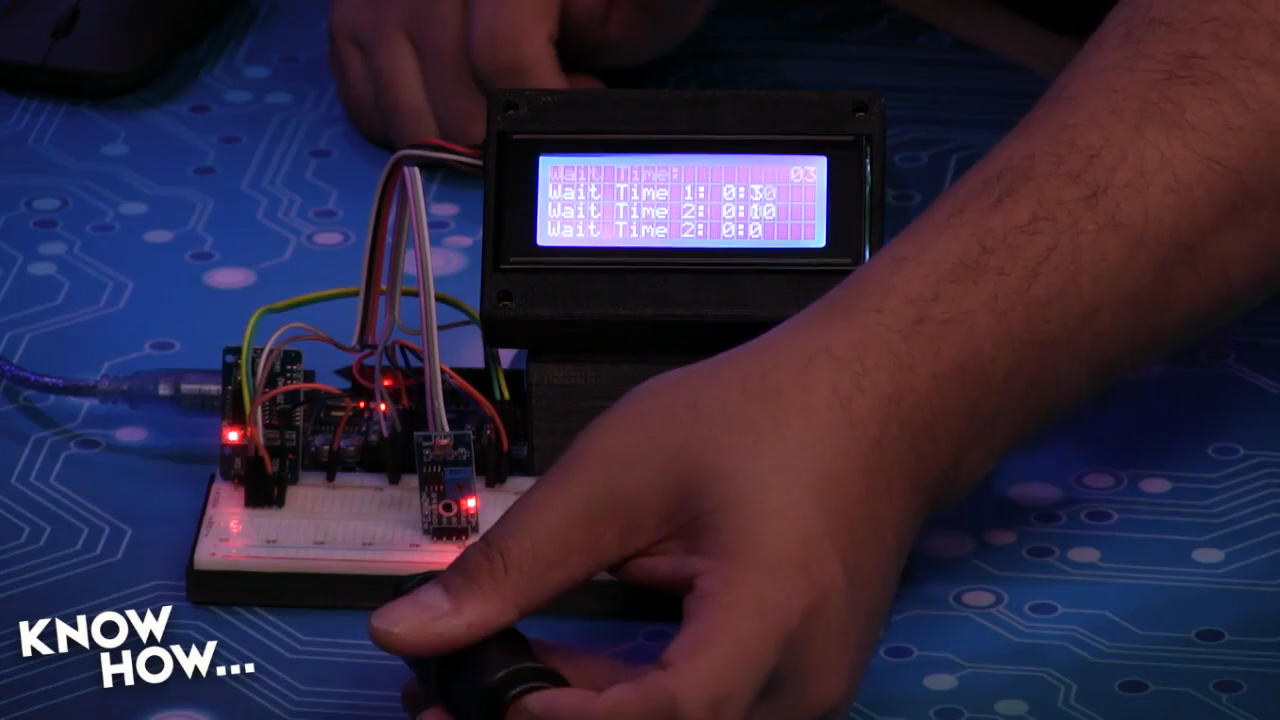 Wait Time: 03
Wait Time 1: 0:30
Wait Time 2: 0:10
Wait Time 2: 0:0
KNOW
HOW...